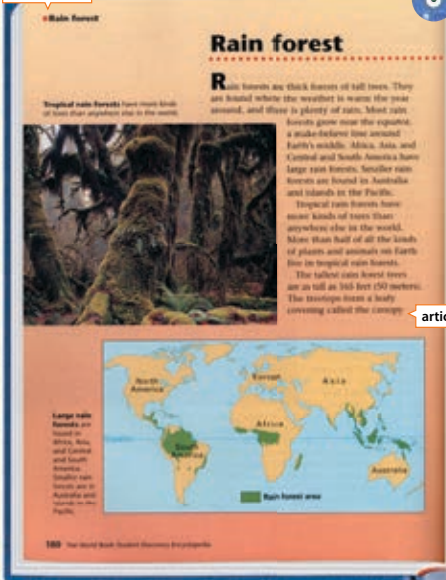 Rain forest
Rain forest
Rain forests are thick forests of tall trees. They
are found where the weather is warm the year
around, and there is plenty of rain. Most rain
forests grow near the equator,
a make-believe line around
Earth's middle. Africa, Asia, and
Central and South America have
large rain forests. Smaller rain
forests are found in Australia
and islands in the Pacific.
Tropical rain forests have
more kinds of trees than
anywhere else in the world.
More than half of all the kinds
of plants and animals on Earth
live in tropical rain forests.
The tallest rain forest trees
are as tall as 165 feet (50 meters).
The treetops form a leafy
covering called the canopy
Tropical rain forests have more kinds
of trees than anywhere else in the world.
artic
North
America
Europe
Asia
Africa
South
America
Australia
Rain forest area
Large rain
forests are
found in
Africa, Asia,
and Central
and South
America.
Smaller rain
forests are in
Australia and
islands in the
Pacific.
160 The World Book Student Discovery Encyclopedia